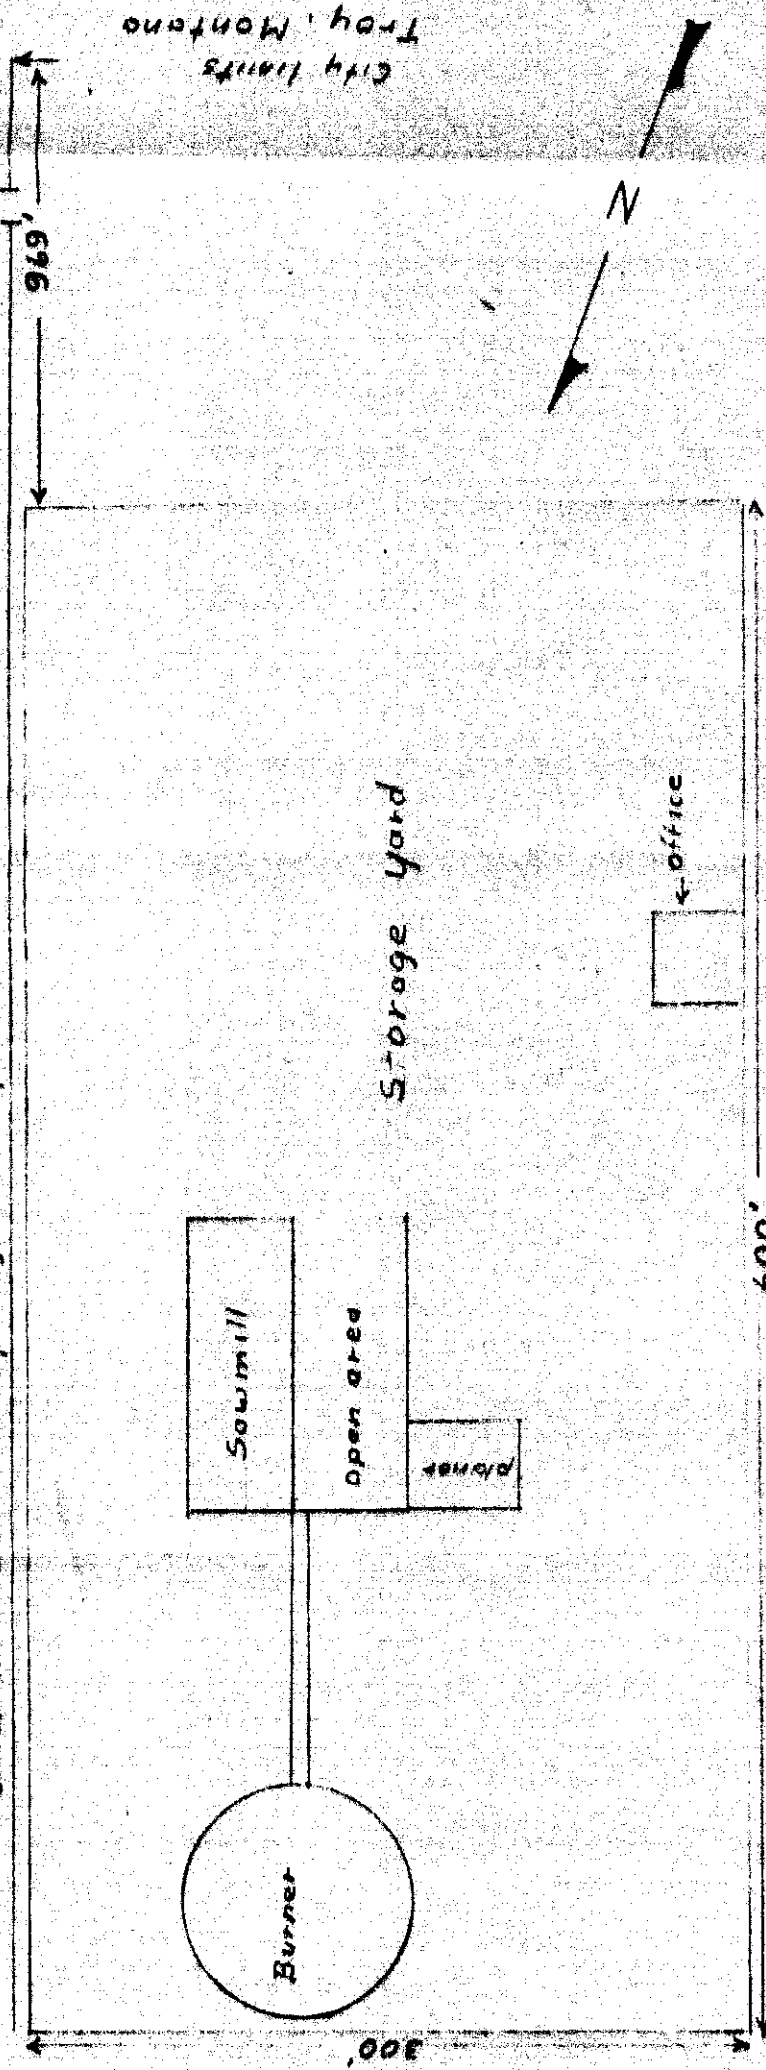 City limits
Troy, Montana
696'
N
Storage Yard
Office
Sawmill
Open area
planer
Burner
600'
300'